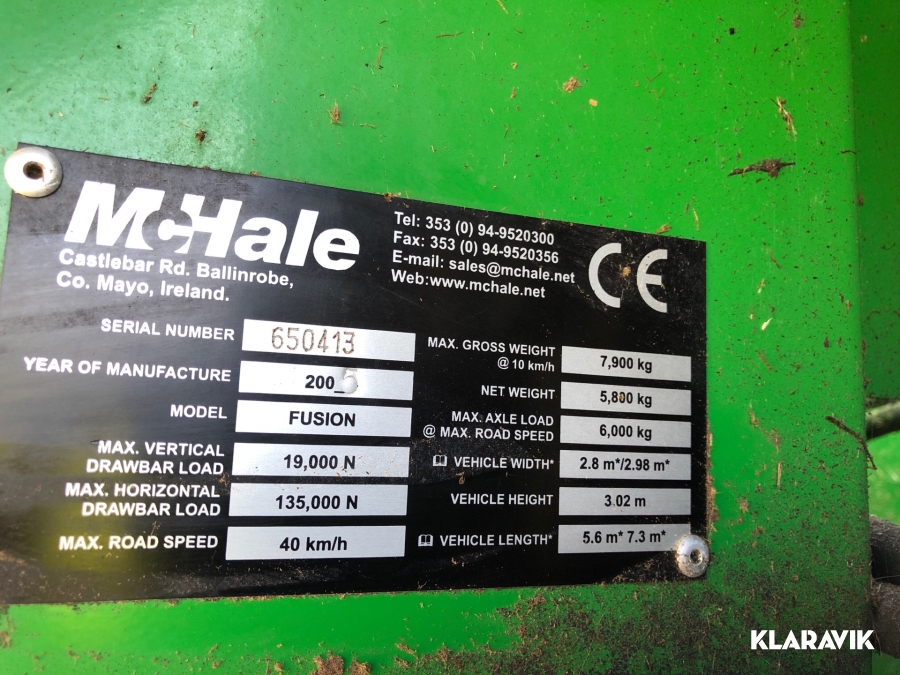 McHale
Castlebar Rd. Ballinrobe,
Co. Mayo, Ireland.
Tel: 353 (0) 94-9520300
Fax: 353 (0) 94-9520356
E-mail: sales@mchale.net
Web:www.mchale.net
CE
SERIAL NUMBER 650413
YEAR OF MANUFACTURE 200_5
MODEL FUSION
MAX. VERTICAL
DRAWBAR LOAD 19,000 N
MAX. HORIZONTAL
DRAWBAR LOAD 135,000 N
MAX. ROAD SPEED 40 km/h
MAX. GROSS WEIGHT
@ 10 km/h 7,900 kg
NET WEIGHT 5,800 kg
MAX. AXLE LOAD
@ MAX. ROAD SPEED 6,000 kg
VEHICLE WIDTH* 2.8 m*/2.98 m*
VEHICLE HEIGHT 3.02 m
VEHICLE LENGTH* 5.6 m* 7.3 m*
KLARAVIK